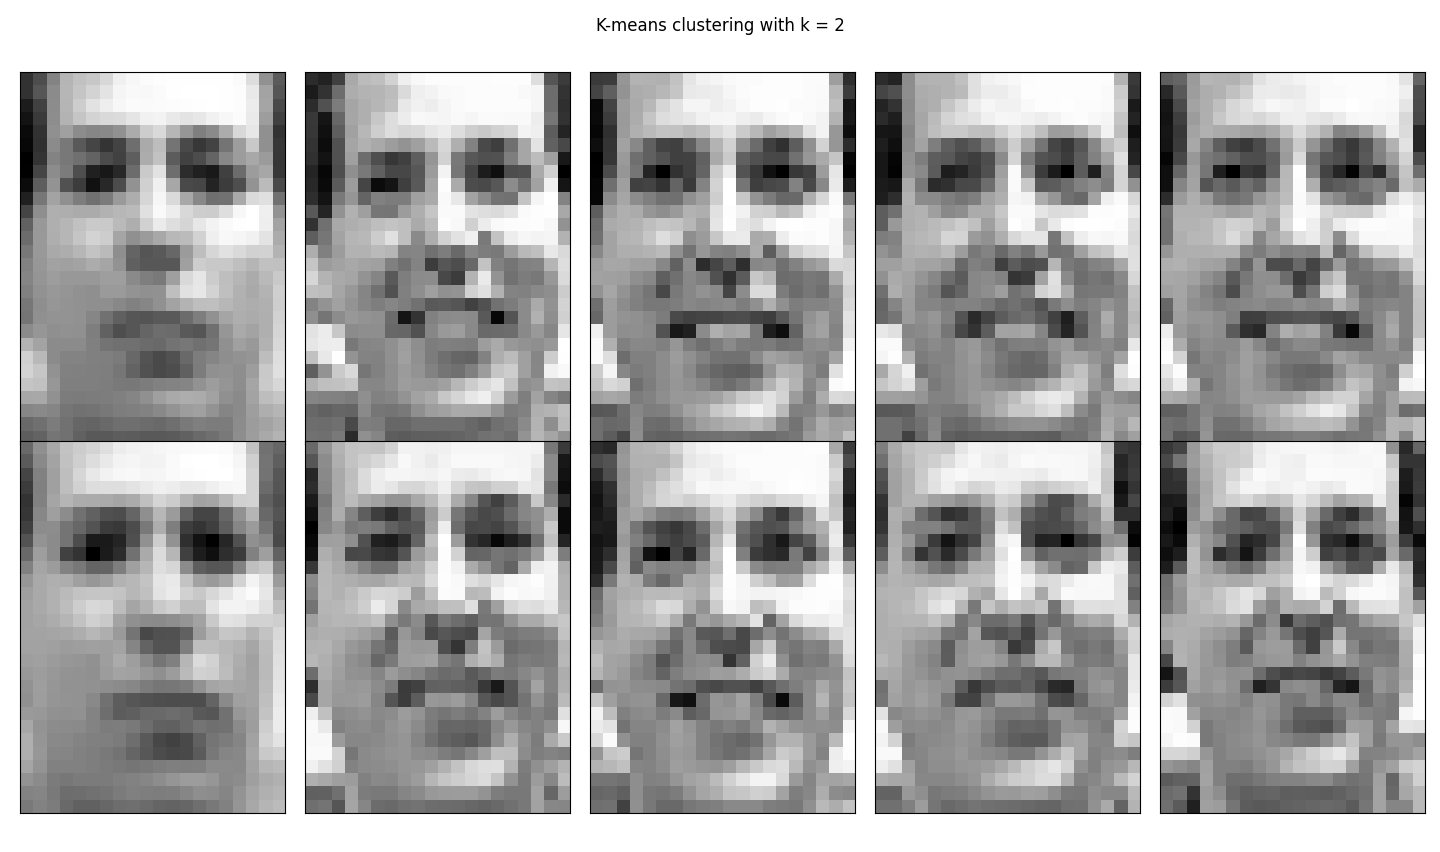 K-means clustering with k = 2